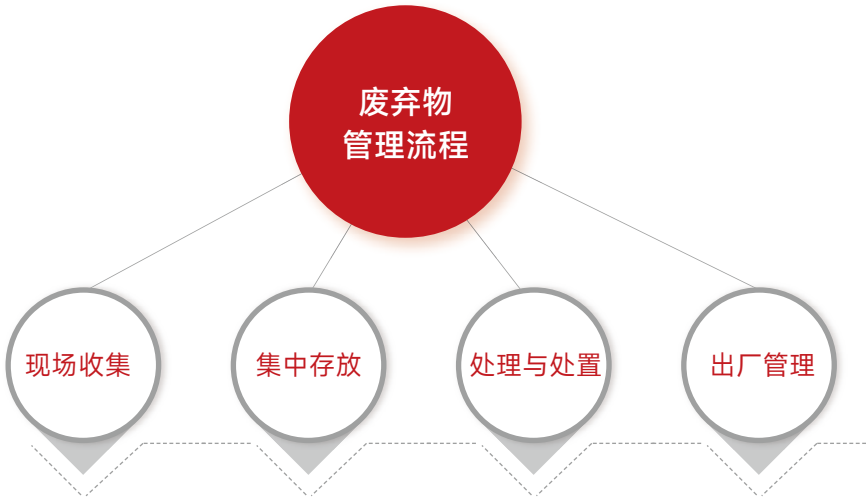 废弃物
管理流程
现场收集
集中存放
处理与处置
出厂管理